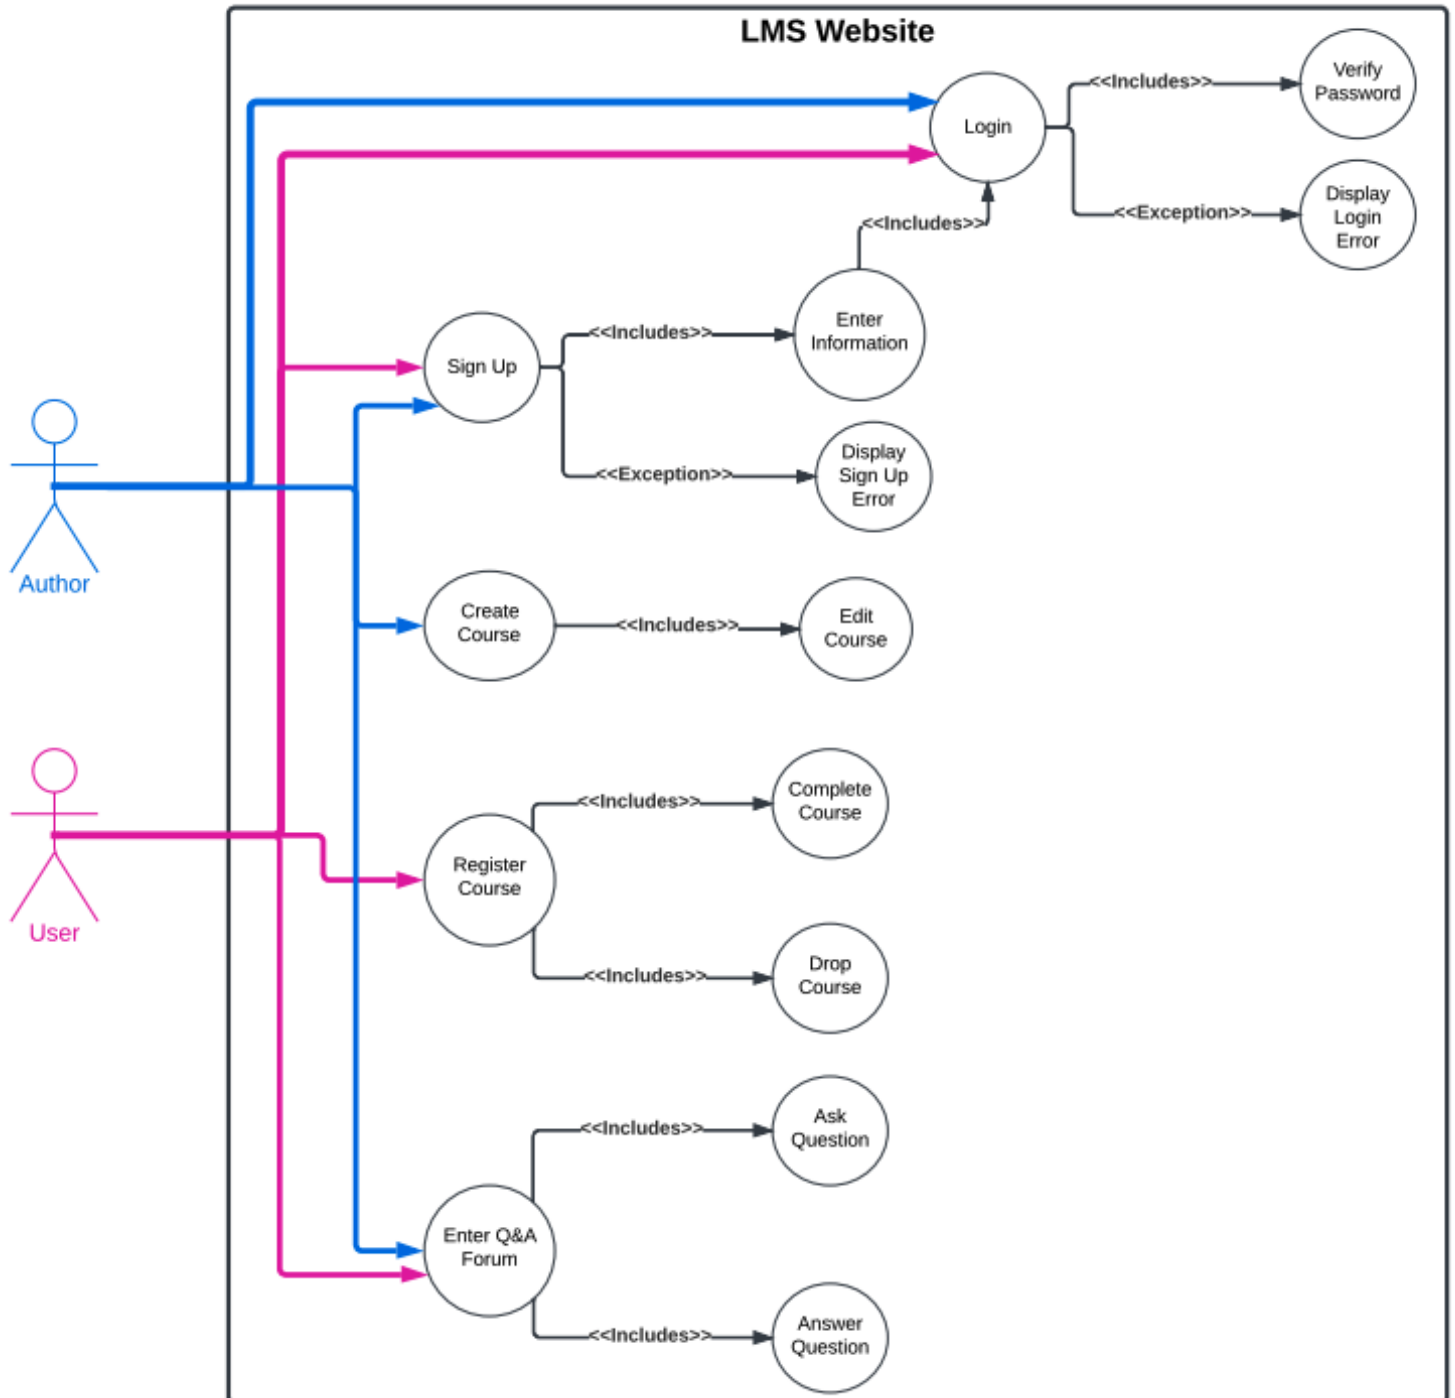 LMS Website
Verify
Password
<<Includes>>
Login
Display
Login
Error
<<Exception>>
<<Includes>>
Enter
Information
<<Includes>>
Sign Up
Display
Sign Up
Error
<<Exception>>
Author
Create
Course
<<Includes>>
Edit
Course
Complete
Course
<<Includes>>
Register
Course
User
Drop
Course
<<Includes>>
Ask
Question
<<Includes>>
Enter Q&A
Forum
Answer
Question
<<Includes>>